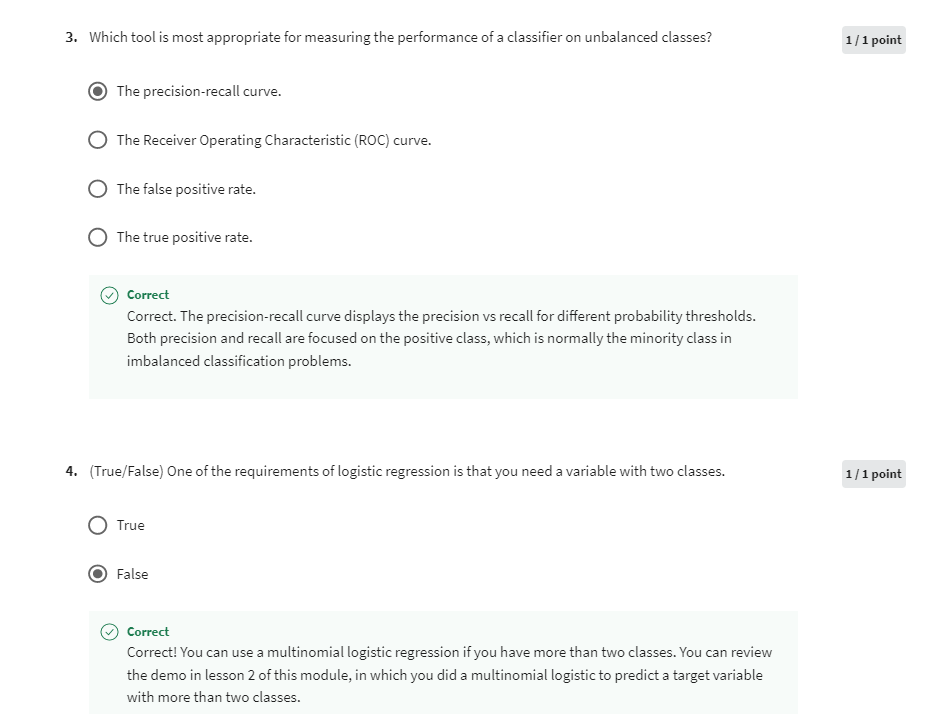 3. Which tool is most appropriate for measuring the performance of a classifier on unbalanced classes?
1 / 1 point
The precision-recall curve.
The Receiver Operating Characteristic (ROC) curve.
The false positive rate.
The true positive rate.
Correct
Correct. The precision-recall curve displays the precision vs recall for different probability thresholds.
Both precision and recall are focused on the positive class, which is normally the minority class in
imbalanced classification problems.
4. (True/False) One of the requirements of logistic regression is that you need a variable with two classes.
1 / 1 point
True
False
Correct
Correct! You can use a multinomial logistic regression if you have more than two classes. You can review
the demo in lesson 2 of this module, in which you did a multinomial logistic to predict a target variable
with more than two classes.